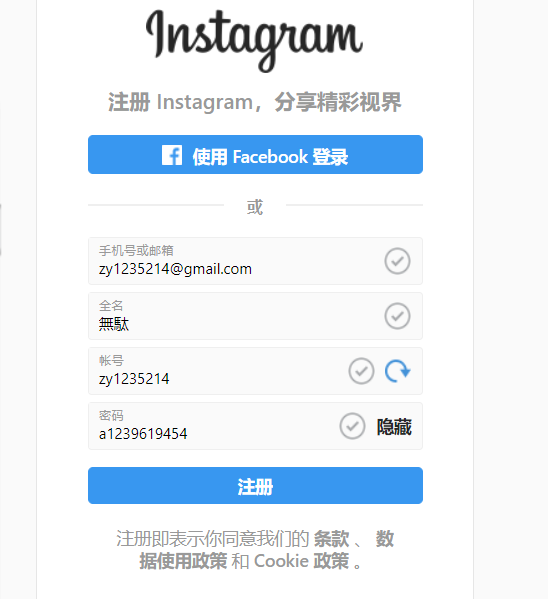 Instagram
注册 Instagram，分享精彩视界
使用 Facebook 登录
或
手机号或邮箱
zy1235214@gmail.com
全名
無駄
帐号
zy1235214
密码
a1239619454
隐藏
注册
注册即表示你同意我们的 条款 、 数
据使用政策 和 Cookie 政策 。